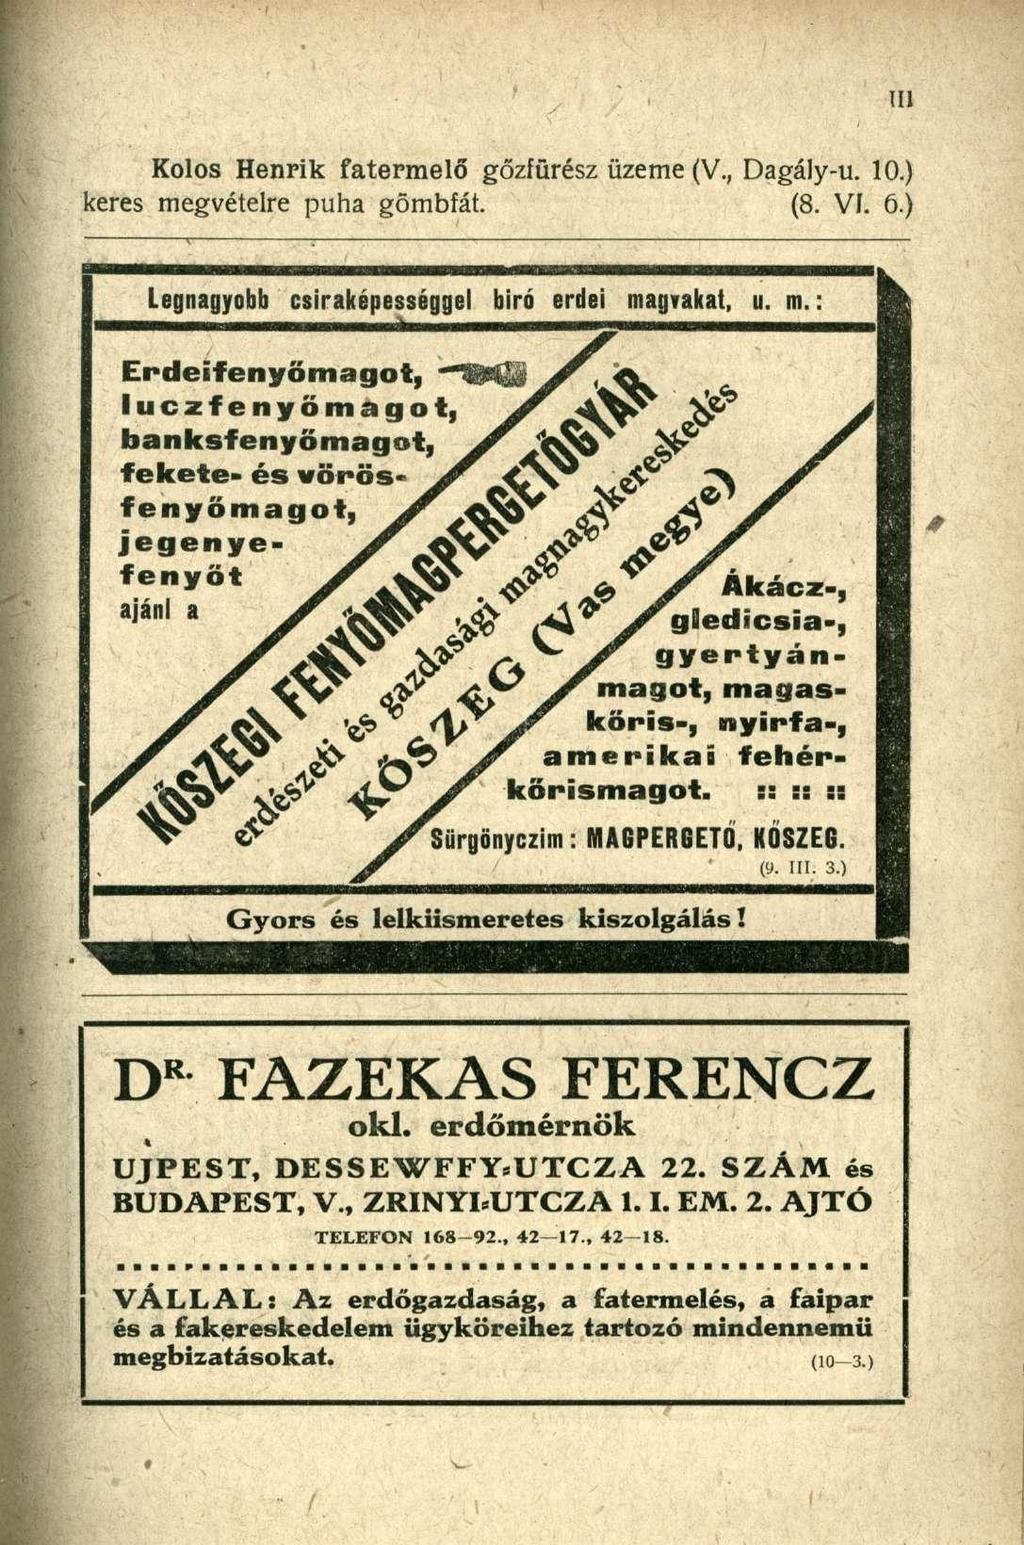 III
Kolos Henrik fatermelő gőzfűrész üzeme (V., Dagály-u. 10.)
keres megvételre puha gömbfát. (8. VI. 6.)
Legnagyobb csiraképességgel biró erdei magvakat, u. m.:
Erdeifenyőmagot,
luczfenyőmagot,
banksfenyőmagot,
fekete- és vörös-
fenyőmagot,
jegenye-
fenyőt
ajánl a
KŐSZEGI FENYŐMAGPERGETŐGYÁR
erdészeti és gazdasági magnagykereskedés
KŐSZEG (Vas megye)
Ákácz-,
gledicsia-,
gyertyán-
magot, magas-
kőris-, nyirfa-,
amerikai fehér-
kőrismagot. :: :: ::
Sürgönyczim: MAGPERGETŐ, KŐSZEG.
(9. III. 3.)
Gyors és lelkiismeretes kiszolgálás!
DR. FAZEKAS FERENCZ
okl. erdőmérnök
UJPEST, DESSEWFFY-UTCZA 22. SZÁM és
BUDAPEST, V., ZRINYI-UTCZA 1. I. EM. 2. AJTÓ
TELEFON 168—92., 42—17., 42—18.
VÁLLAL: Az erdőgazdaság, a fatermelés, a faipar
és a fakereskedelem ügyköreihez tartozó mindennemü
megbizatásokat. (10—3.)